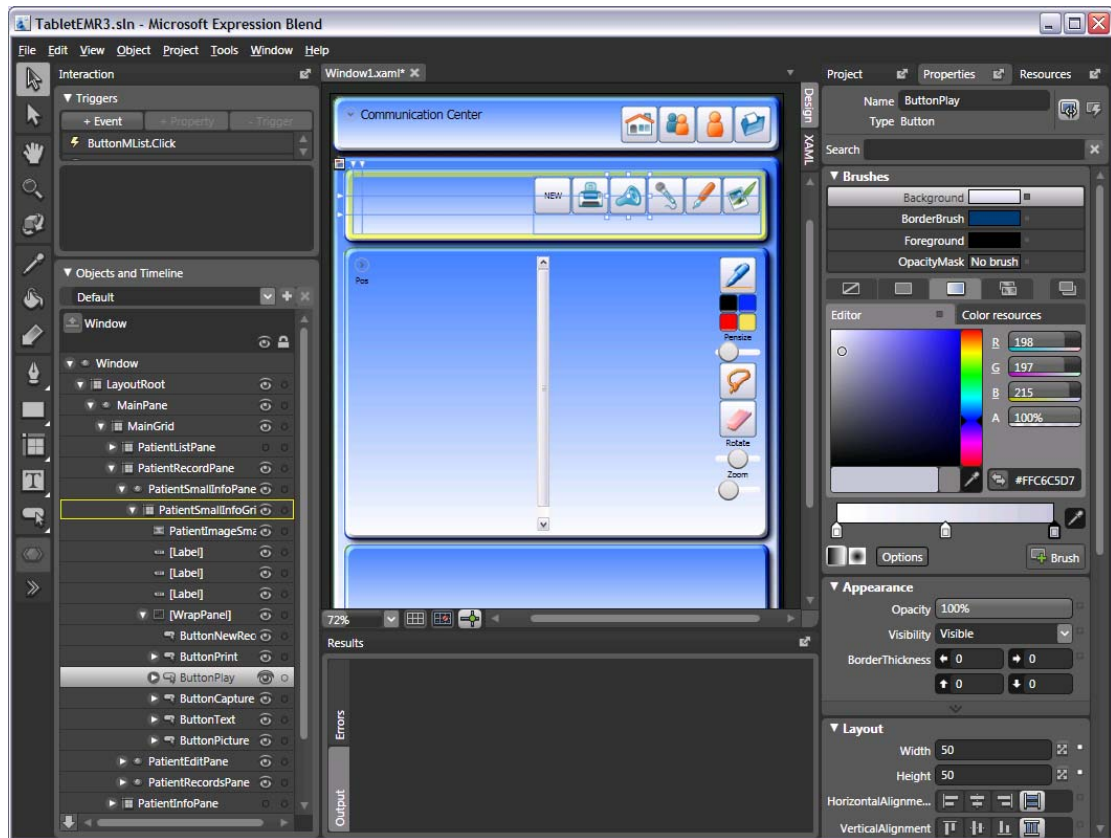 TabletEMR3.sln - Microsoft Expression Blend
File Edit View Object Project Tools Window Help
Interaction
Triggers
+ Event + Property - Trigger
ButtonMList.Click
Objects and Timeline
Default
Window
Window
LayoutRoot
MainPane
MainGrid
PatientListPane
PatientRecordPane
PatientSmallInfoPane
PatientSmallInfoGri
PatientImageSma
[Label]
[Label]
[Label]
[WrapPanel]
ButtonNewRec
ButtonPrint
ButtonPlay
ButtonCapture
ButtonText
ButtonPicture
PatientEditPane
PatientRecordsPane
PatientInfoPane
Window1.xaml*
Design
XAML
Communication Center
NEW
Pos
Pensize
Rotate
Zoom
72%
Results
Errors
Output
Project Properties Resources
Name ButtonPlay
Type Button
Search
Brushes
Background
BorderBrush
Foreground
OpacityMask No brush
Editor Color resources
R 198
G 197
B 215
A 100%
#FFC6C5D7
Options Brush
Appearance
Opacity 100%
Visibility Visible
BorderThickness 0 0
0 0
Layout
Width 50
Height 50
HorizontalAlignme...
VerticalAlignment